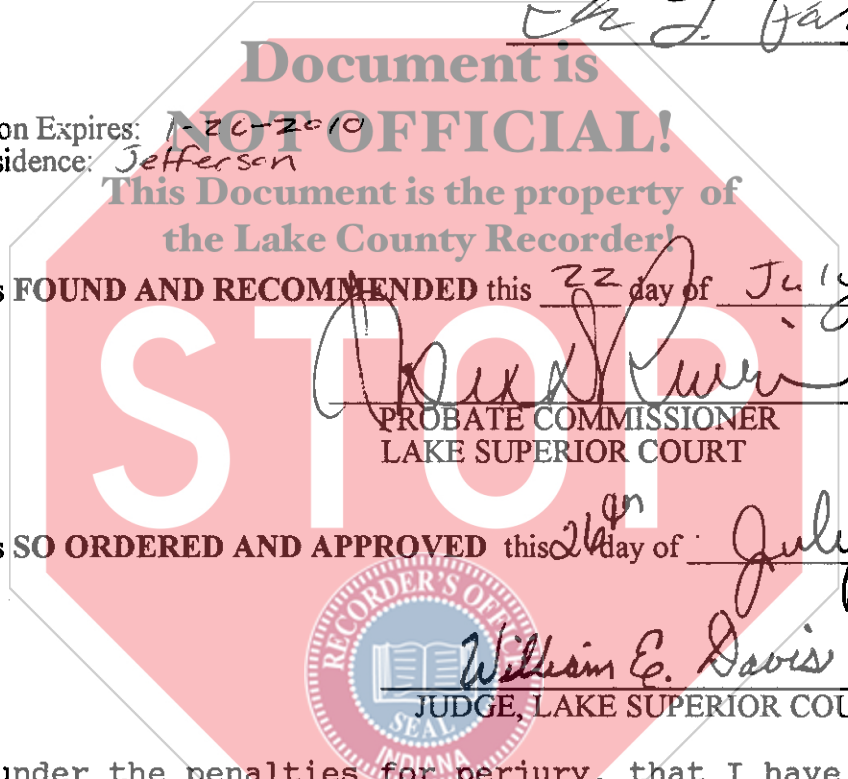 Document is
NOT OFFICIAL!
on Expires: 1-26-2010
sidence: Jefferson
This Document is the property of
the Lake County Recorder!
s FOUND AND RECOMMENDED this 22 day of July
STOP
PROBATE COMMISSIONER
LAKE SUPERIOR COURT
s SO ORDERED AND APPROVED this 26th day of July
RECORDER'S OFFIC
William E. Davis
JUDGE, LAKE SUPERIOR COU
SEAL
INDIANA
under the penalties for perjury, that I have